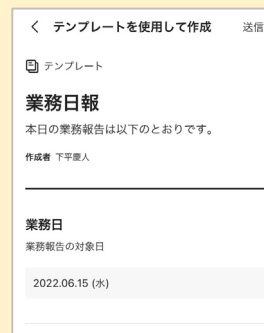 テンプレートを使用して作成 送信
テンプレート
業務日報
本日の業務報告は以下のとおりです。
作成者 下平慶人
業務日
業務報告の対象日
2022.06.15 (水)